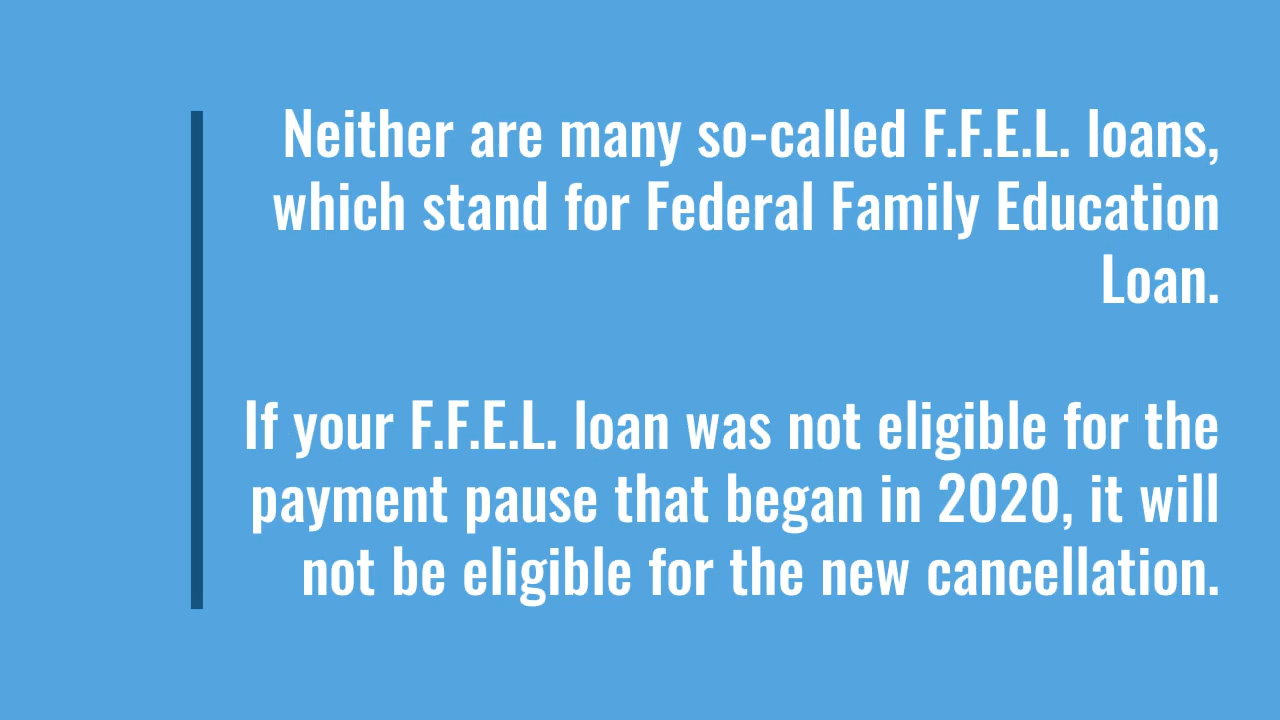 Neither are many so-called F.F.E.L. loans,
which stand for Federal Family Education
Loan.
If your F.F.E.L. loan was not eligible for the
payment pause that began in 2020, it will
not be eligible for the new cancellation.